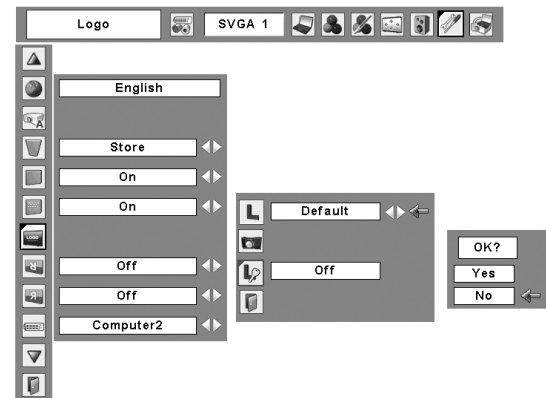 Logo
SVGA 1
English
Store
On
On
Default
OK?
Off
Off
Yes
Off
No
Computer2